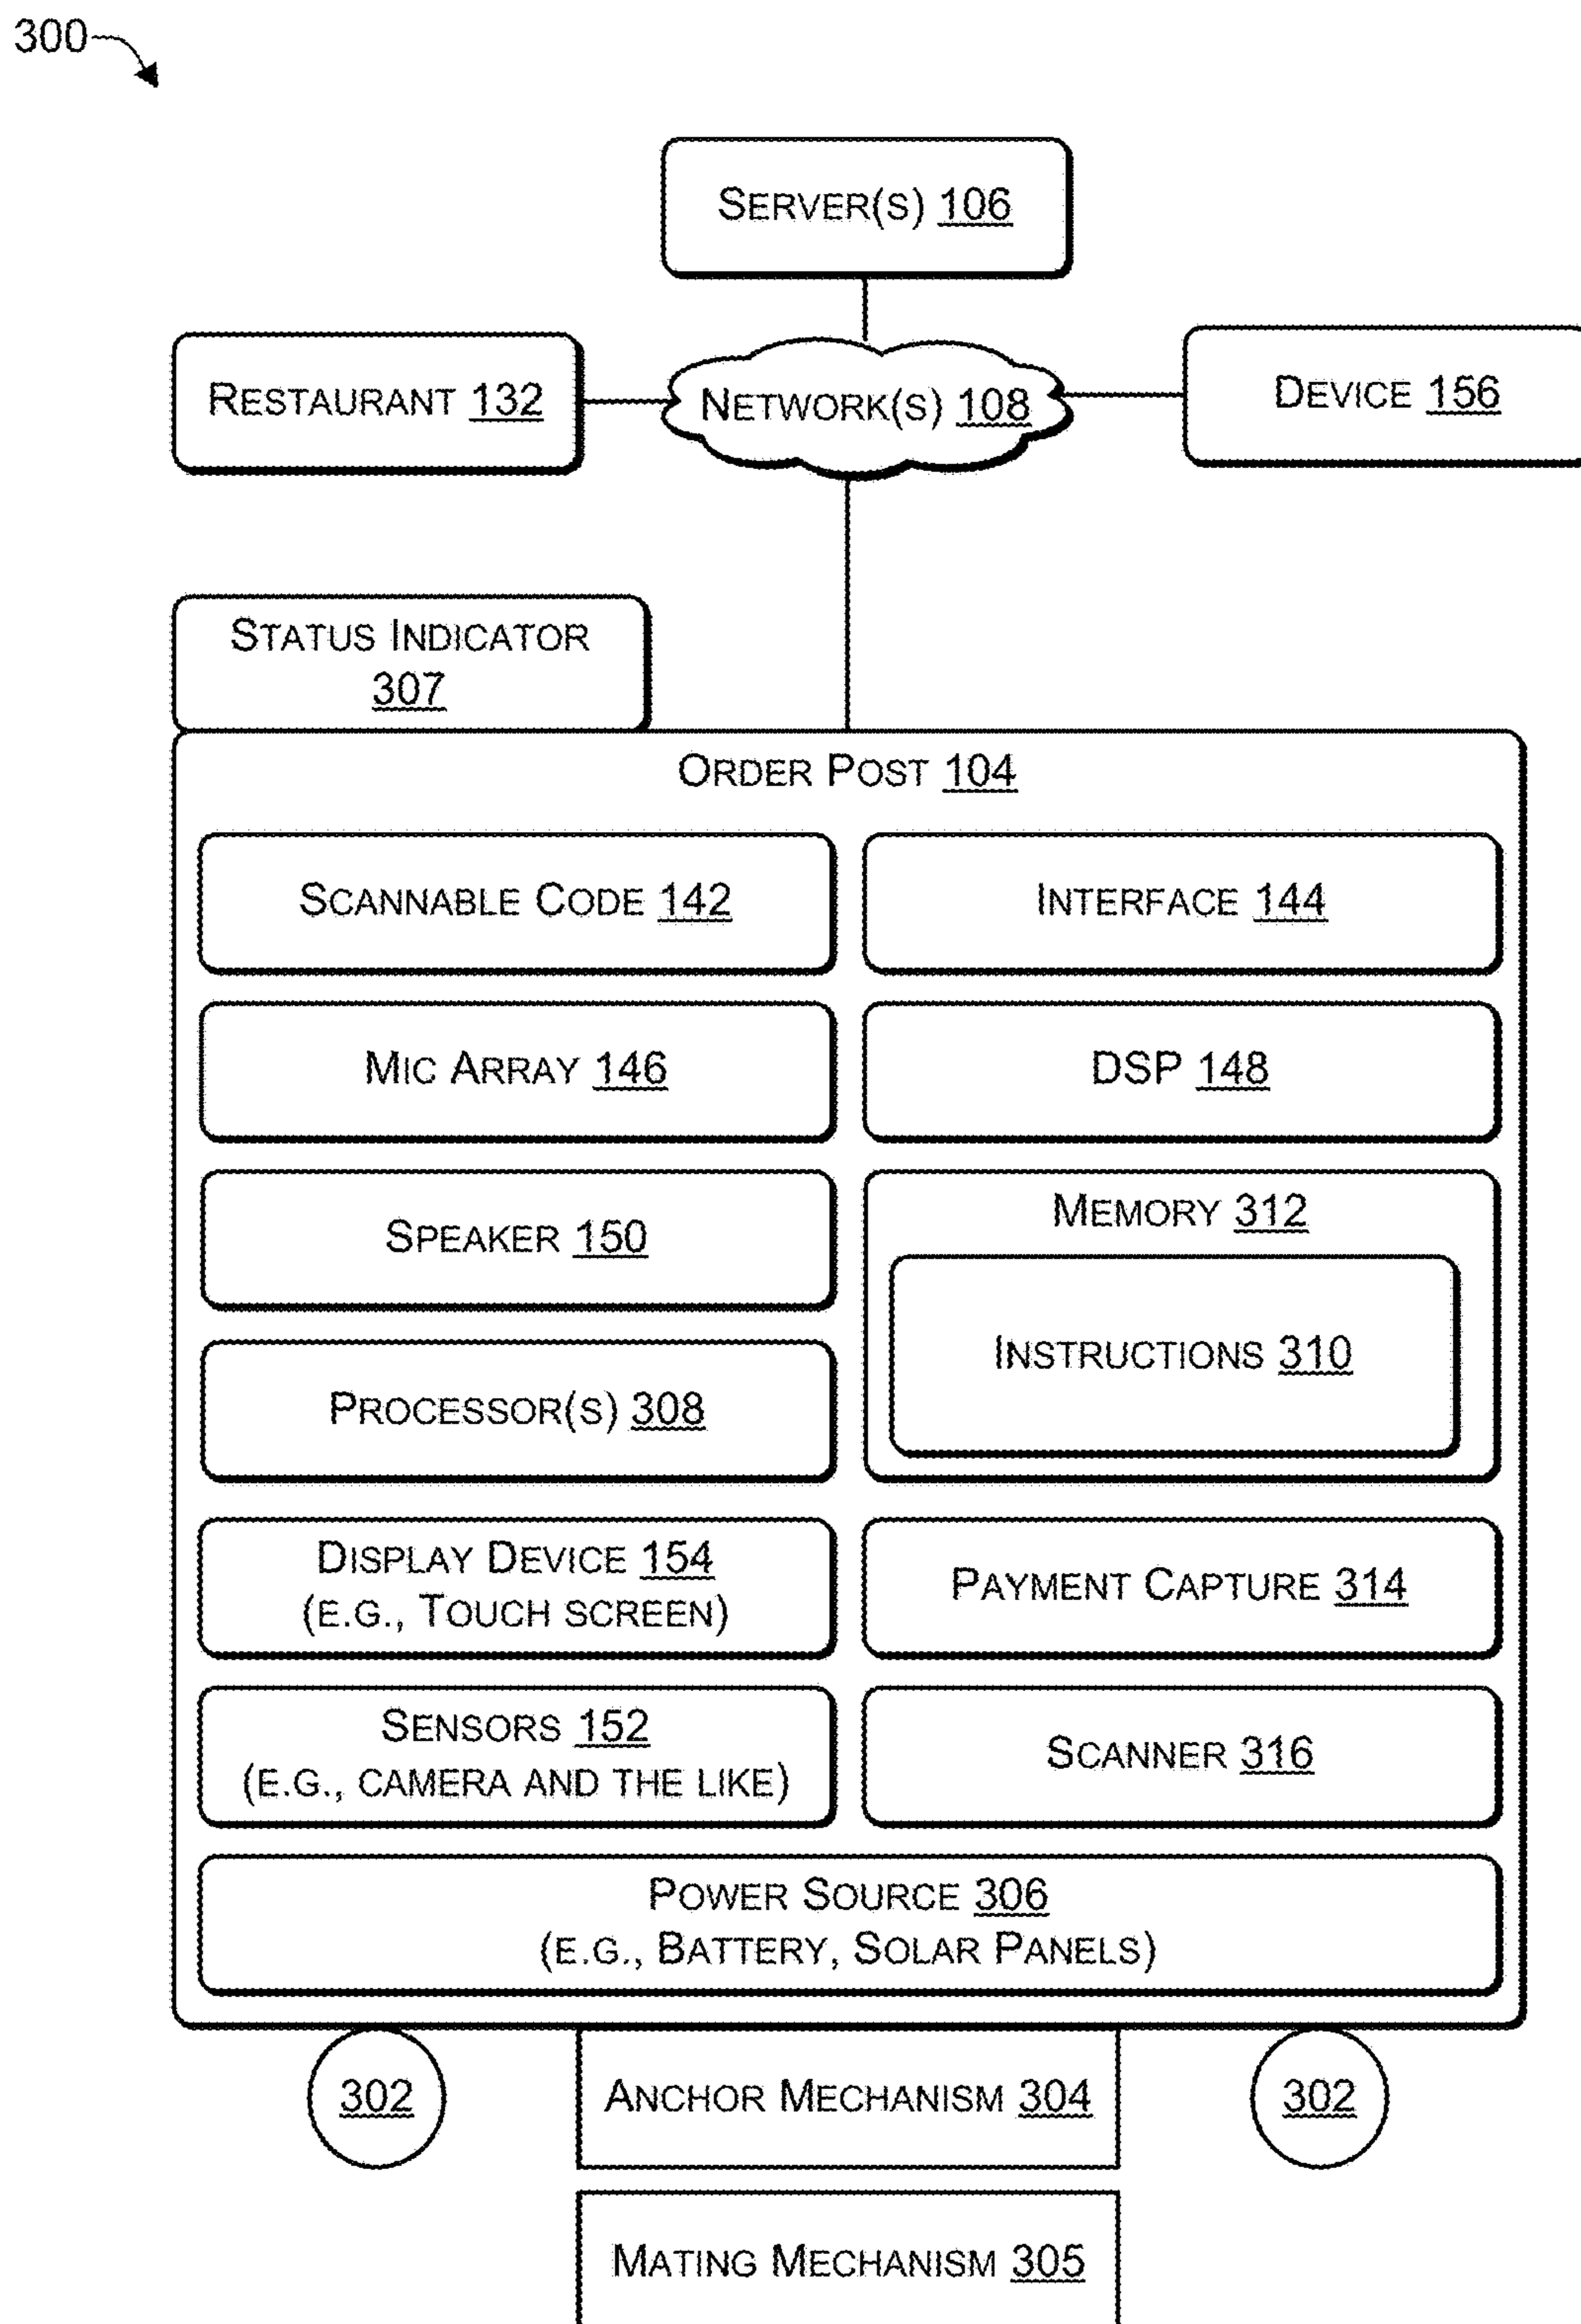 300
SERVER(S) 106
RESTAURANT 132
NETWORK(S) 108
DEVICE 156
STATUS INDICATOR
307
ORDER POST 104
SCANNABLE CODE 142
INTERFACE 144
MIC ARRAY 146
DSP 148
SPEAKER 150
MEMORY 312
INSTRUCTIONS 310
PROCESSOR(S) 308
DISPLAY DEVICE 154
(E.G., TOUCH SCREEN)
PAYMENT CAPTURE 314
SENSORS 152
(E.G., CAMERA AND THE LIKE)
SCANNER 316
POWER SOURCE 306
(E.G., BATTERY, SOLAR PANELS)
302
ANCHOR MECHANISM 304
302
MATING MECHANISM 305